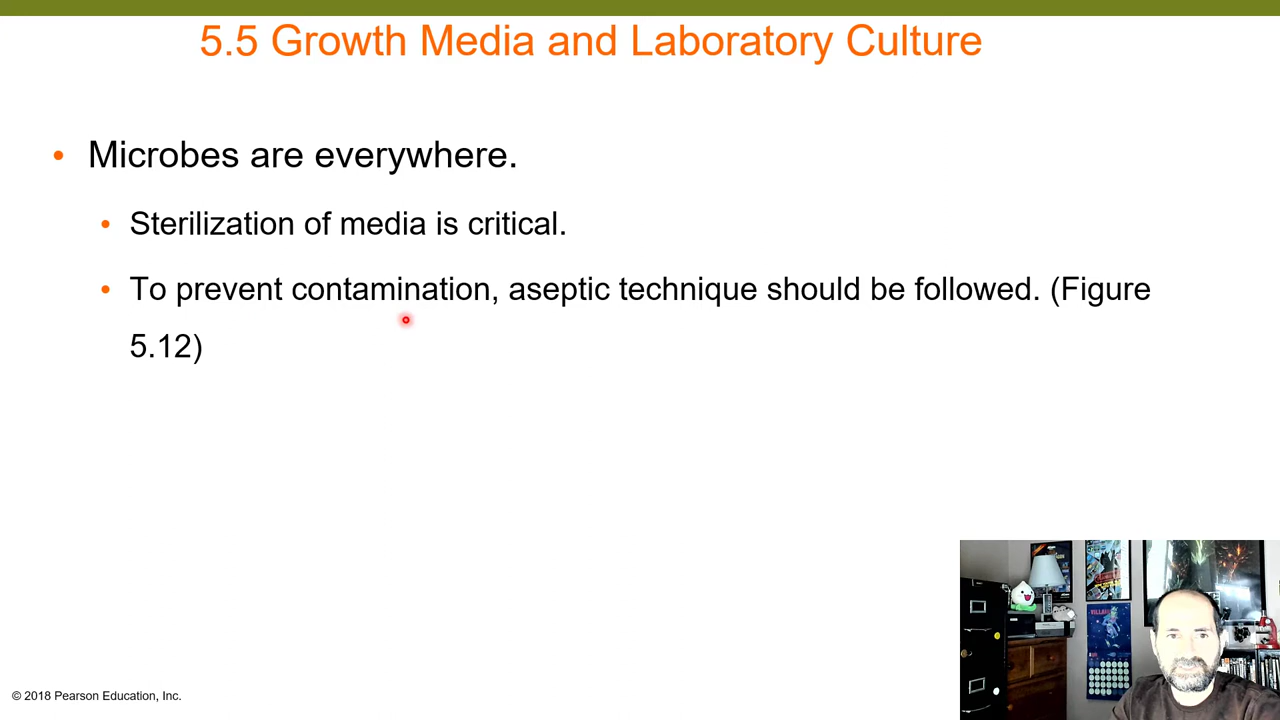 5.5 Growth Media and Laboratory Culture
• Microbes are everywhere.
• Sterilization of media is critical.
• To prevent contamination, aseptic technique should be followed. (Figure
5.12)
© 2018 Pearson Education, Inc.